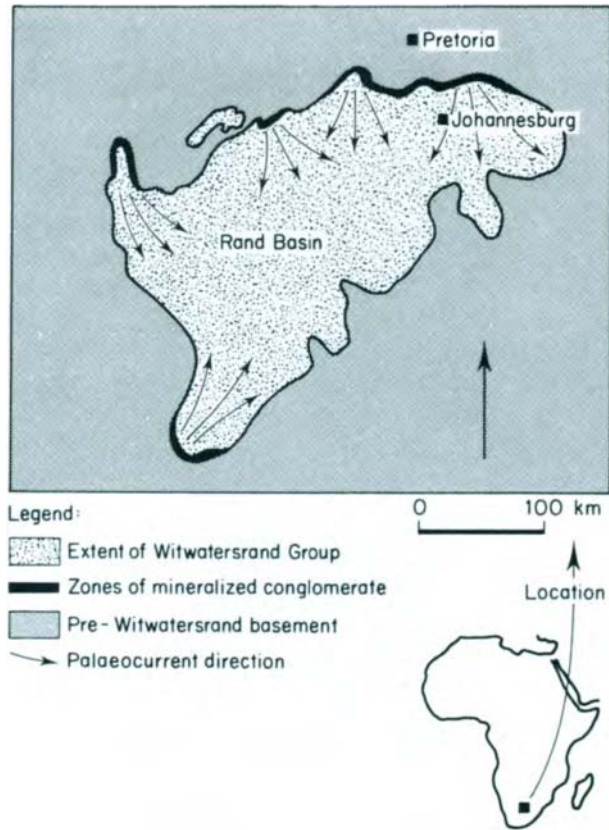 Pretoria
Johannesburg
Rand Basin
Legend:
Extent of Witwatersrand Group
Zones of mineralized conglomerate
Pre-Witwatersrand basement
Palaeocurrent direction
0 100 km
Location